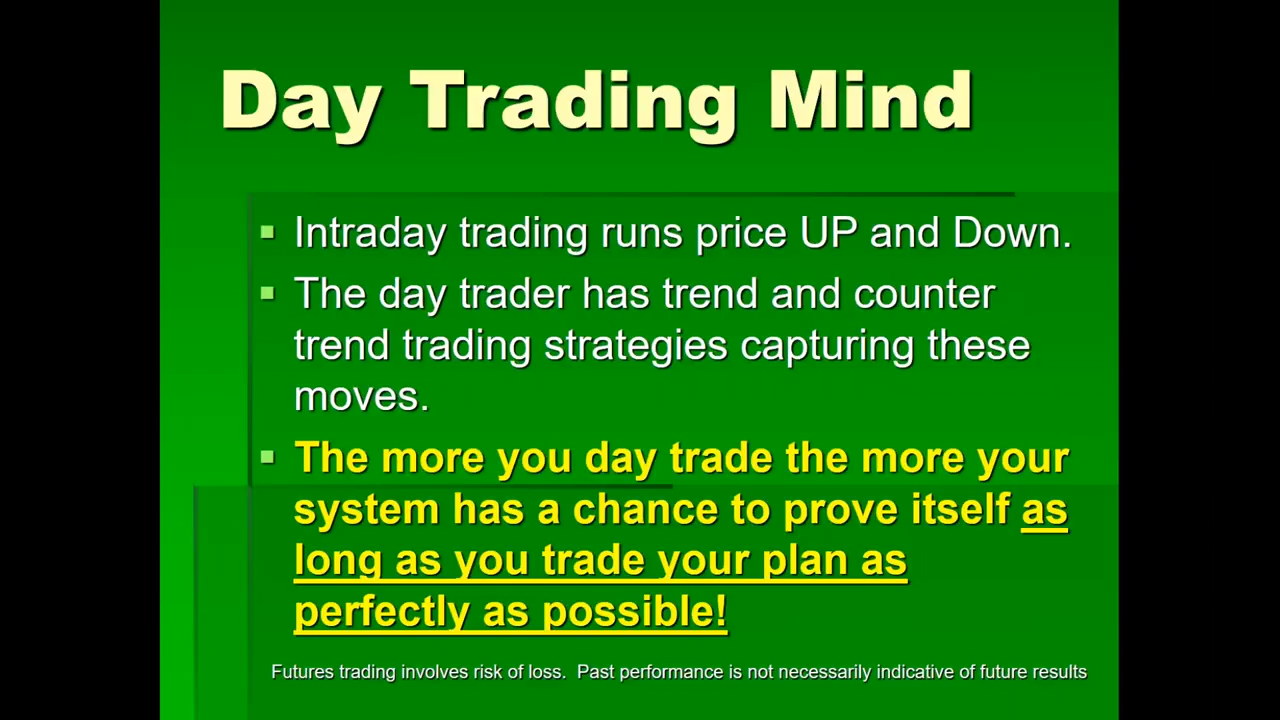 Day Trading Mind
Intraday trading runs price UP and Down.
The day trader has trend and counter
trend trading strategies capturing these
moves.
The more you day trade the more your
system has a chance to prove itself as
long as you trade your plan as
perfectly as possible!
Futures trading involves risk of loss.  Past performance is not necessarily indicative of future results